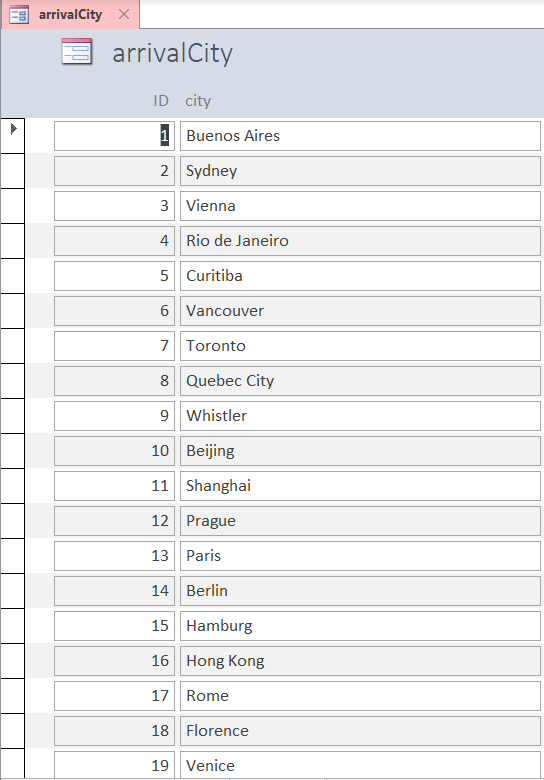 arrivalCity
arrivalCity
ID city
1 Buenos Aires
2 Sydney
3 Vienna
4 Rio de Janeiro
5 Curitiba
6 Vancouver
7 Toronto
8 Quebec City
9 Whistler
10 Beijing
11 Shanghai
12 Prague
13 Paris
14 Berlin
15 Hamburg
16 Hong Kong
17 Rome
18 Florence
19 Venice